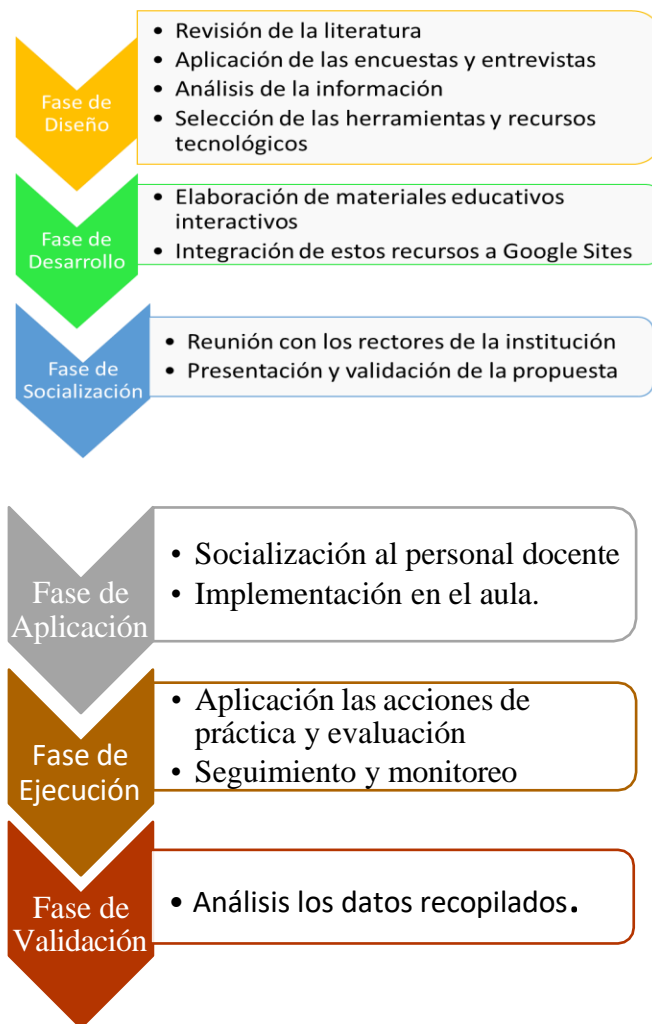 Fase de
Diseño
• Revisión de la literatura
• Aplicación de las encuestas y entrevistas
• Análisis de la información
• Selección de las herramientas y recursos
tecnológicos
Fase de
Desarrollo
• Elaboración de materiales educativos
interactivos
• Integración de estos recursos a Google Sites
Fase de
Socialización
• Reunión con los rectores de la institución
• Presentación y validación de la propuesta
Fase de
Aplicación
• Socialización al personal docente
• Implementación en el aula.
Fase de
Ejecución
• Aplicación las acciones de
práctica y evaluación
• Seguimiento y monitoreo
Fase de
Validación
• Análisis los datos recopilados.